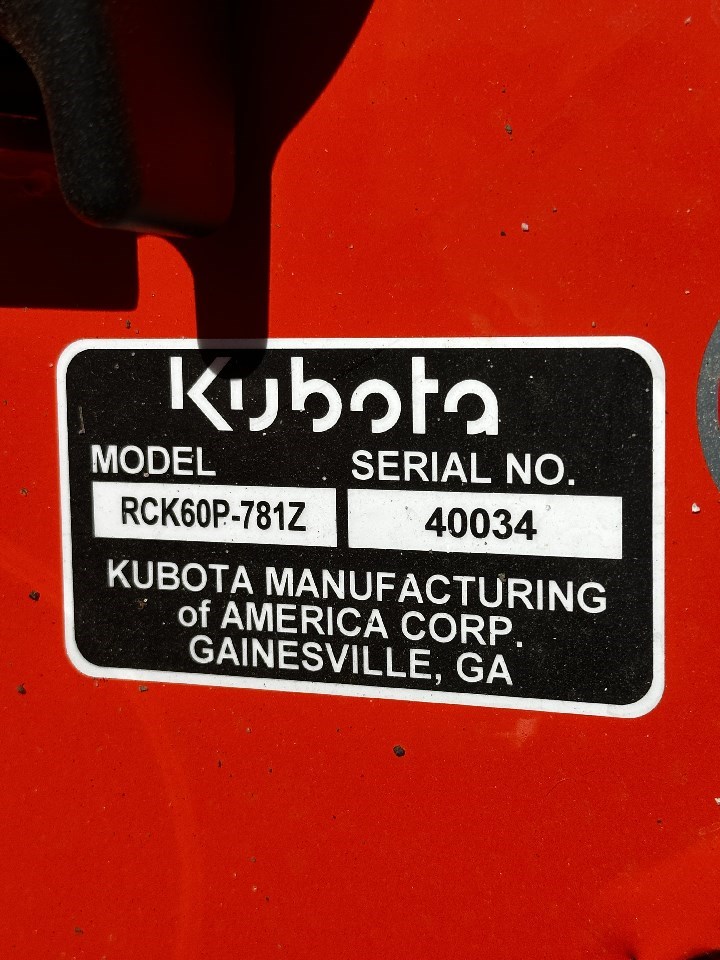 Kubota
MODEL SERIAL NO.
RCK60P-781Z 40034
KUBOTA MANUFACTURING
of AMERICA CORP.
GAINESVILLE, GA